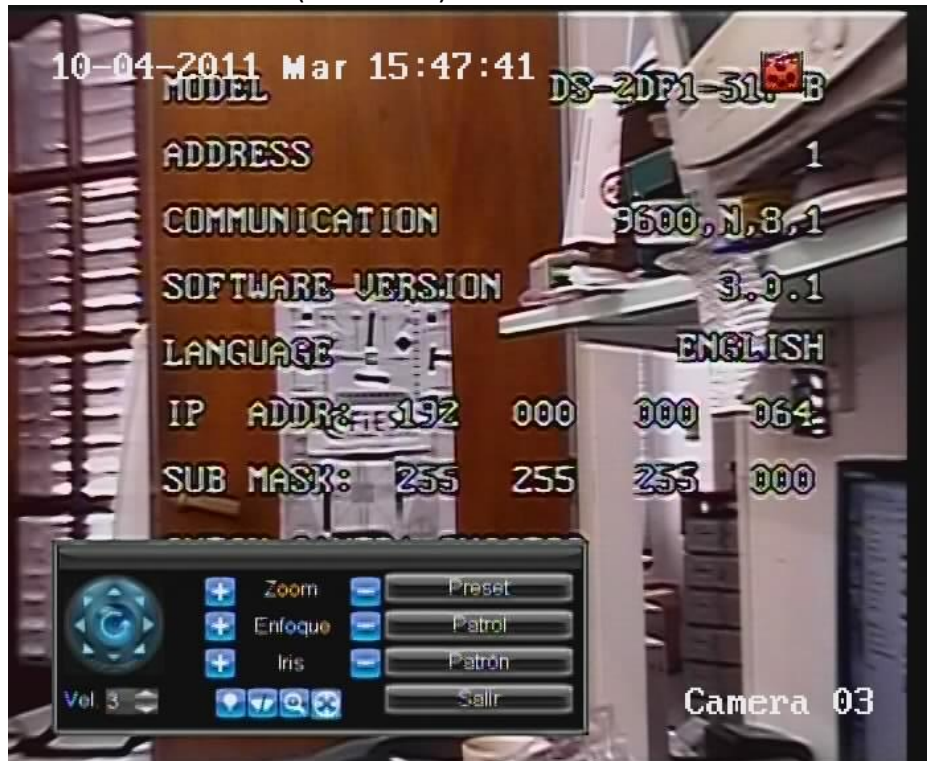 10-04-2011 Mar 15:47:41
MODEL
ADDRESS 1
COMMUNICATION 9600,N,8,1
SOFTWARE VERSION 3.0.1
LANGUAGE ENGLISH
IP ADDR: 192 000 000 064
SUB MASK: 255 255 255 000
Zoom Preset
Enfoque Patrol
Iris Patrón
Vel. 3 Salir
Camera 03